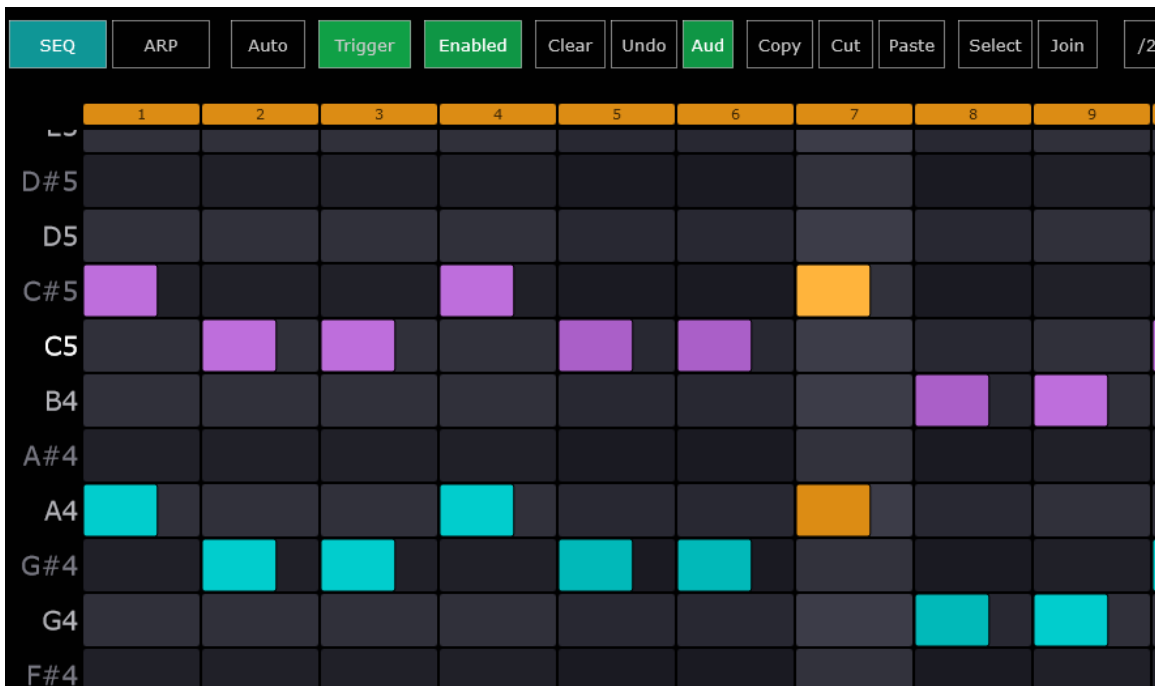 SEQ ARP Auto Trigger Enabled Clear Undo Aud Copy Cut Paste Select Join /2
1 2 3 4 5 6 7 8 9
D#5
D5
C#5
C5
B4
A#4
A4
G#4
G4
F#4